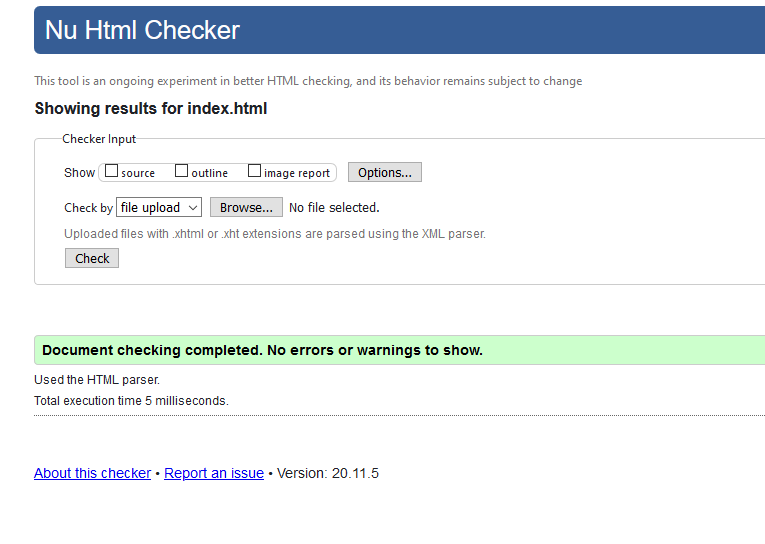 Nu Html Checker
This tool is an ongoing experiment in better HTML checking, and its behavior remains subject to change
Showing results for index.html
Checker Input
Show source outline image report Options...
Check by file upload Browse... No file selected.
Uploaded files with .xhtml or .xht extensions are parsed using the XML parser.
Check
Document checking completed. No errors or warnings to show.
Used the HTML parser.
Total execution time 5 milliseconds.
About this checker • Report an issue • Version: 20.11.5